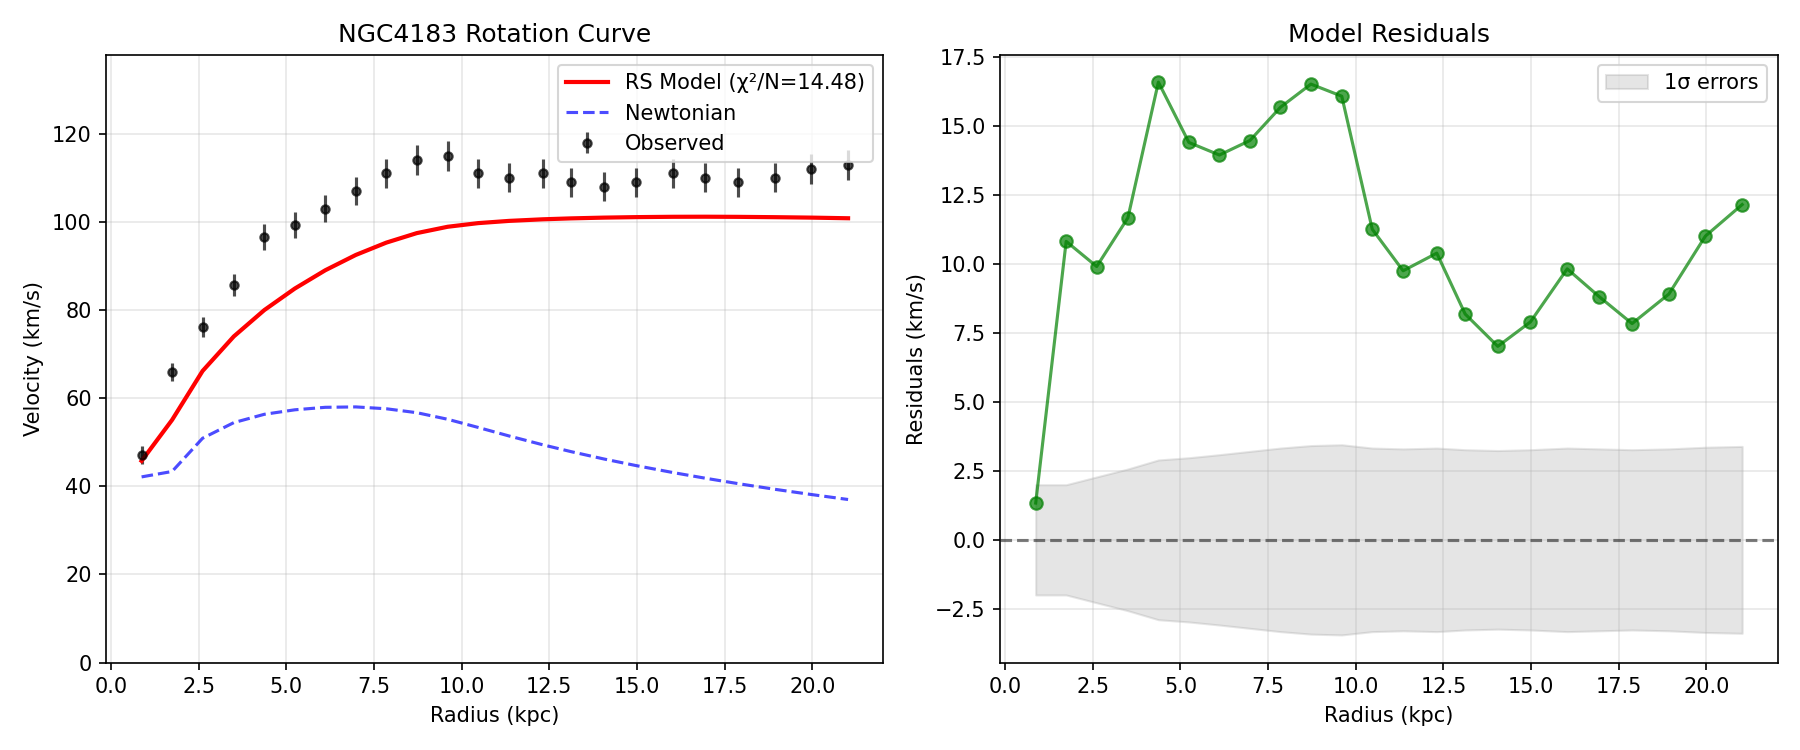 NGC4183 Rotation Curve
RS Model (χ²/N=14.48)
Newtonian
Observed
120
100
80
60
40
20
0
Velocity (km/s)
0.0 2.5 5.0 7.5 10.0 12.5 15.0 17.5 20.0
Radius (kpc)
Model Residuals
1σ errors
17.5
15.0
12.5
10.0
7.5
5.0
2.5
0.0
−2.5
Residuals (km/s)
0.0 2.5 5.0 7.5 10.0 12.5 15.0 17.5 20.0
Radius (kpc)